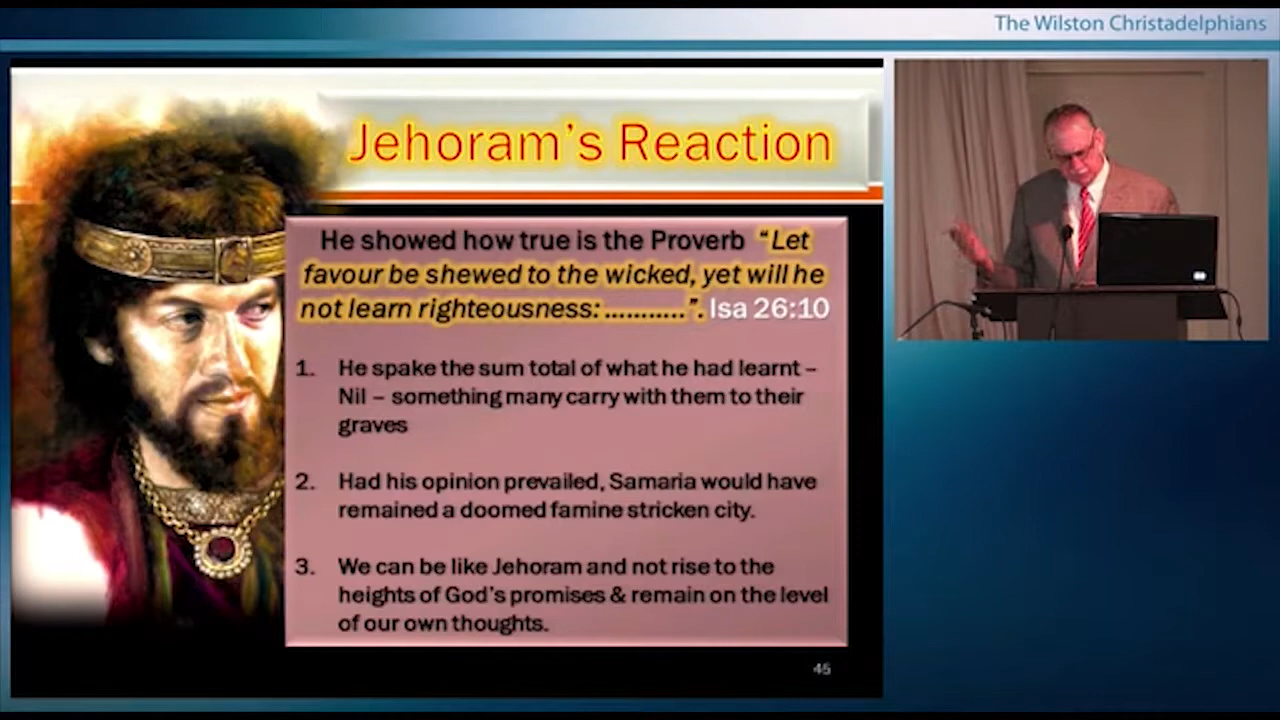 The Wilston Christadelphians
Jehoram's Reaction
He showed how true is the Proverb "Let
favour be shewed to the wicked, yet will he
not learn righteousness: ...........". Isa 26:10
1. He spake the sum total of what he had learnt –
Nil – something many carry with them to their
graves
2. Had his opinion prevailed, Samaria would have
remained a doomed famine stricken city.
3. We can be like Jehoram and not rise to the
heights of God's promises & remain on the level
of our own thoughts.
45